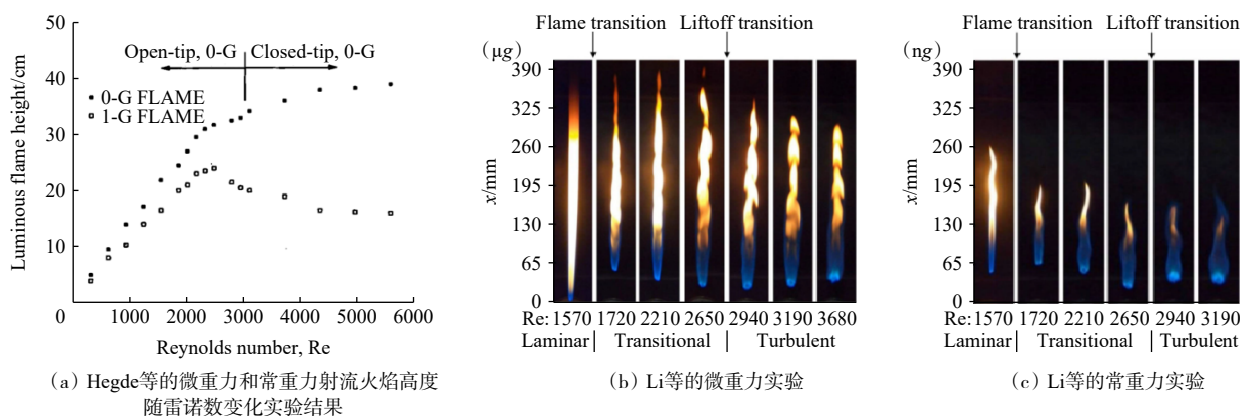 50
40
30
20
10
0
Luminous flame height/cm
Open-tip, 0-G
Closed-tip, 0-G
0-G FLAME
1-G FLAME
0 1000 2000 3000 4000 5000 6000
Reynolds number, Re
(a) Hegde等的微重力和常重力射流火焰高度
随雷诺数变化实验结果
Flame transition
Liftoff transition
(μg)
390
325
260
195
130
65
0
x/mm
Re: 1570 1720 2210 2650 2940 3190 3680
Laminar Transitional Turbulent
(b) Li等的微重力实验
Flame transition
Liftoff transition
(ng)
390
325
260
195
130
65
0
x/mm
Re: 1570 1720 2210 2650 2940 3190
Laminar Transitional Turbulent
(c) Li等的常重力实验